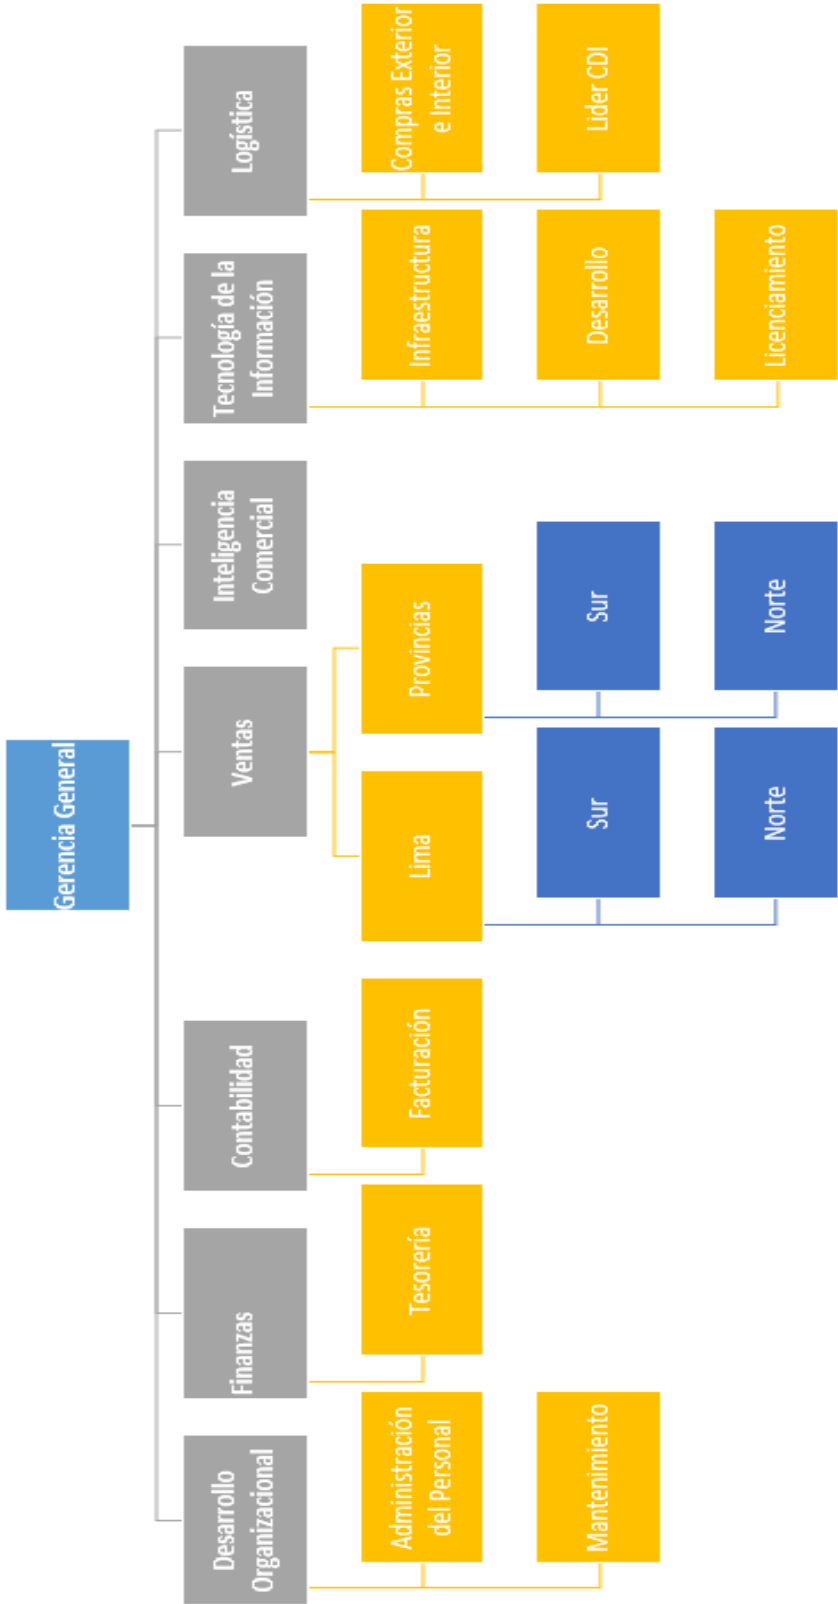 Gerencia General
Desarrollo
Organizacional
Finanzas
Contabilidad
Ventas
Inteligencia
Comercial
Tecnología de la
Información
Logística
Administración
del Personal
Tesorería
Facturación
Lima
Provincias
Infraestructura
Compras Exterior
e Interior
Mantenimiento
Sur
Sur
Desarrollo
Lider CDI
Norte
Norte
Licenciamiento